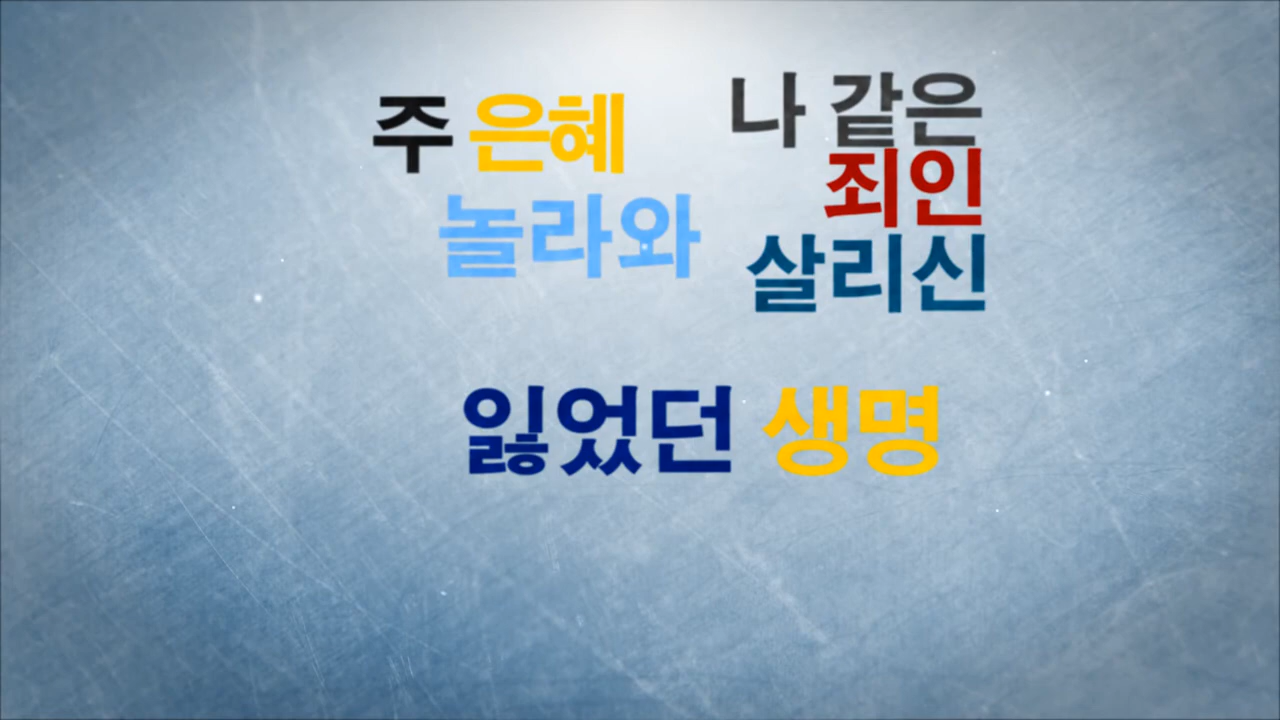 나 같은
죄인
살리신
주 은혜
놀라와
잃었던 생명